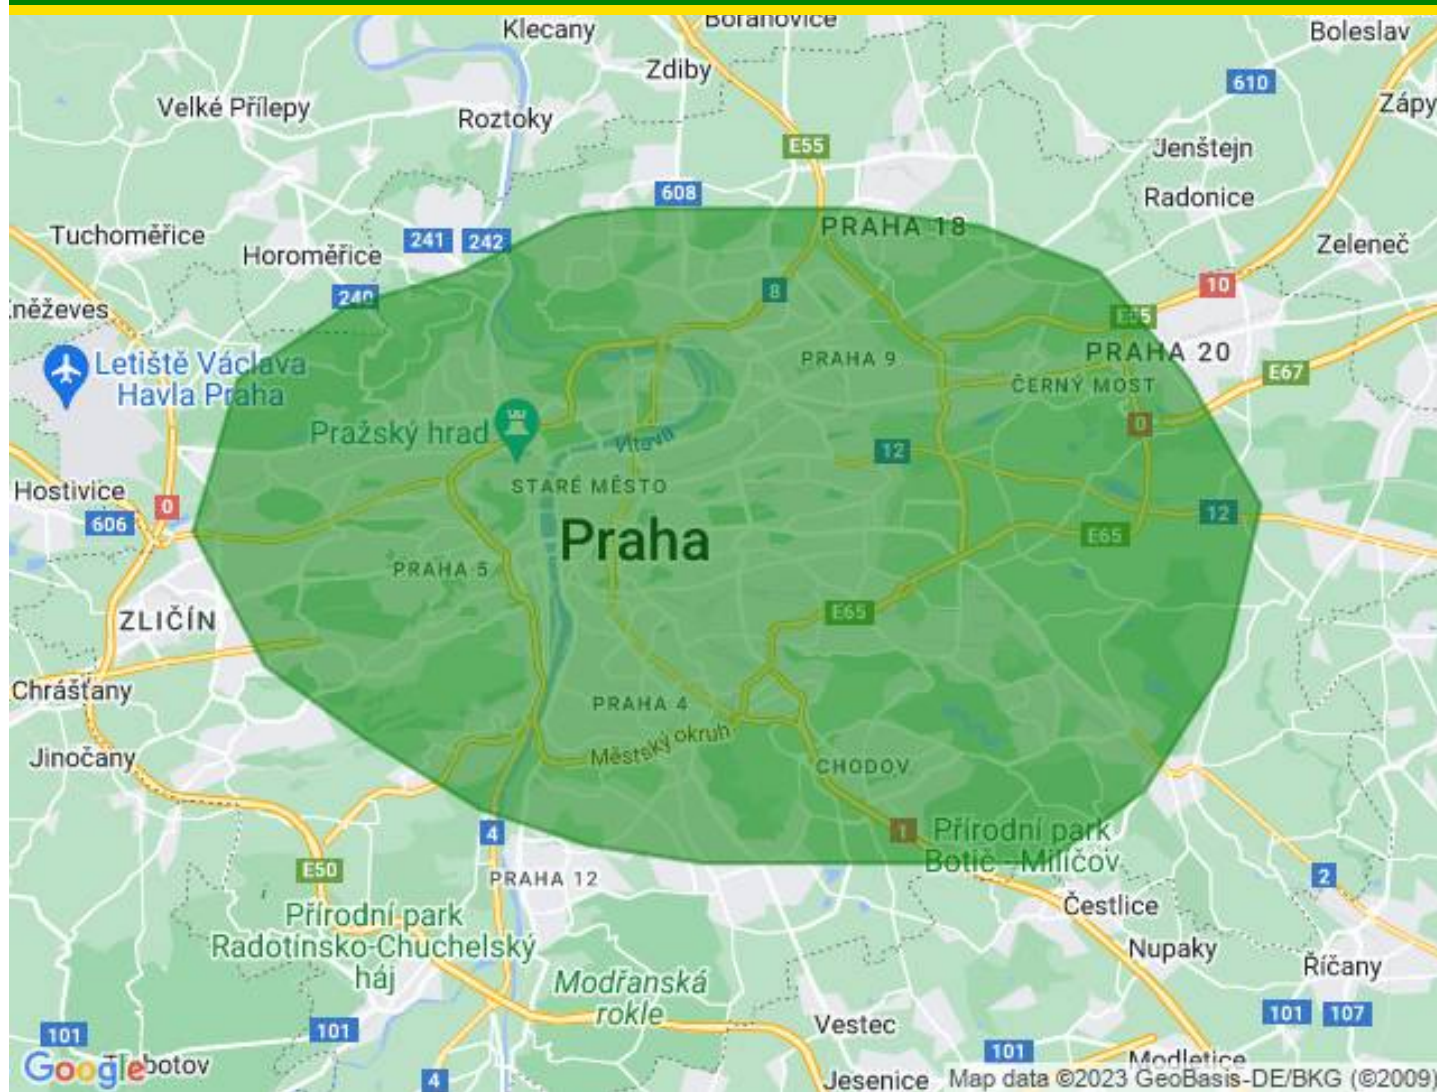 Klecany
Boranovice
Boleslav
Zdiby
610
Velké Přílepy
Zápy
Roztoky
E55
Jenštejn
608
Radonice
PRAHA 18
Tuchoměřice
241
242
Zeleneč
Horoměřice
10
8
240
E65
něževes
PRAHA 20
PRAHA 9
Letiště Václava
Havla Praha
E67
ČERNÝ MOST
0
Pražský hrad
Vltava
12
STARÉ MĚSTO
Hostivice
0
12
606
Praha
E65
PRAHA 5
E65
ZLIČÍN
Chrášťany
PRAHA 4
Městský okruh
Jinočany
CHODOV
4
1
Přírodní park
Botič - Milíčov
E50
PRAHA 12
2
Čestlice
Přírodní park
Radotínsko-Chuchelský
háj
Nupaky
Říčany
Modřanská
rokle
101
107
Vestec
101
101
101
Modletice
Google
botov
4
Jesenice
Map data ©2023 GeoBasis-DE/BKG (©2009)